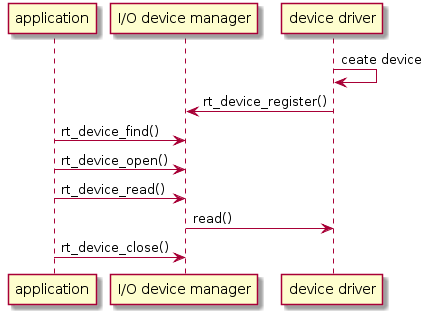 application
I/O device manager
device driver
ceate device
rt_device_register()
rt_device_find()
rt_device_open()
rt_device_read()
read()
rt_device_close()
application
I/O device manager
device driver